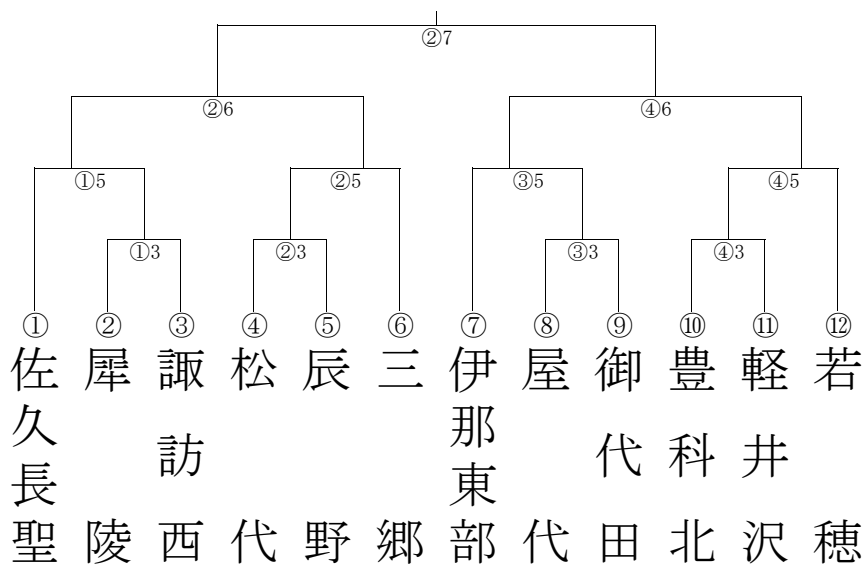 ②7
②6 ④6
①5 ②5 ③5 ④5
①3 ②3 ③3 ④3
① ② ③ ④ ⑤ ⑥ ⑦ ⑧ ⑨ ⑩ ⑪ ⑫
佐久長聖
犀陵
諏訪西
松代
辰野
三郷
伊那東部
屋代
御代田
豊科北
軽井沢
若穂